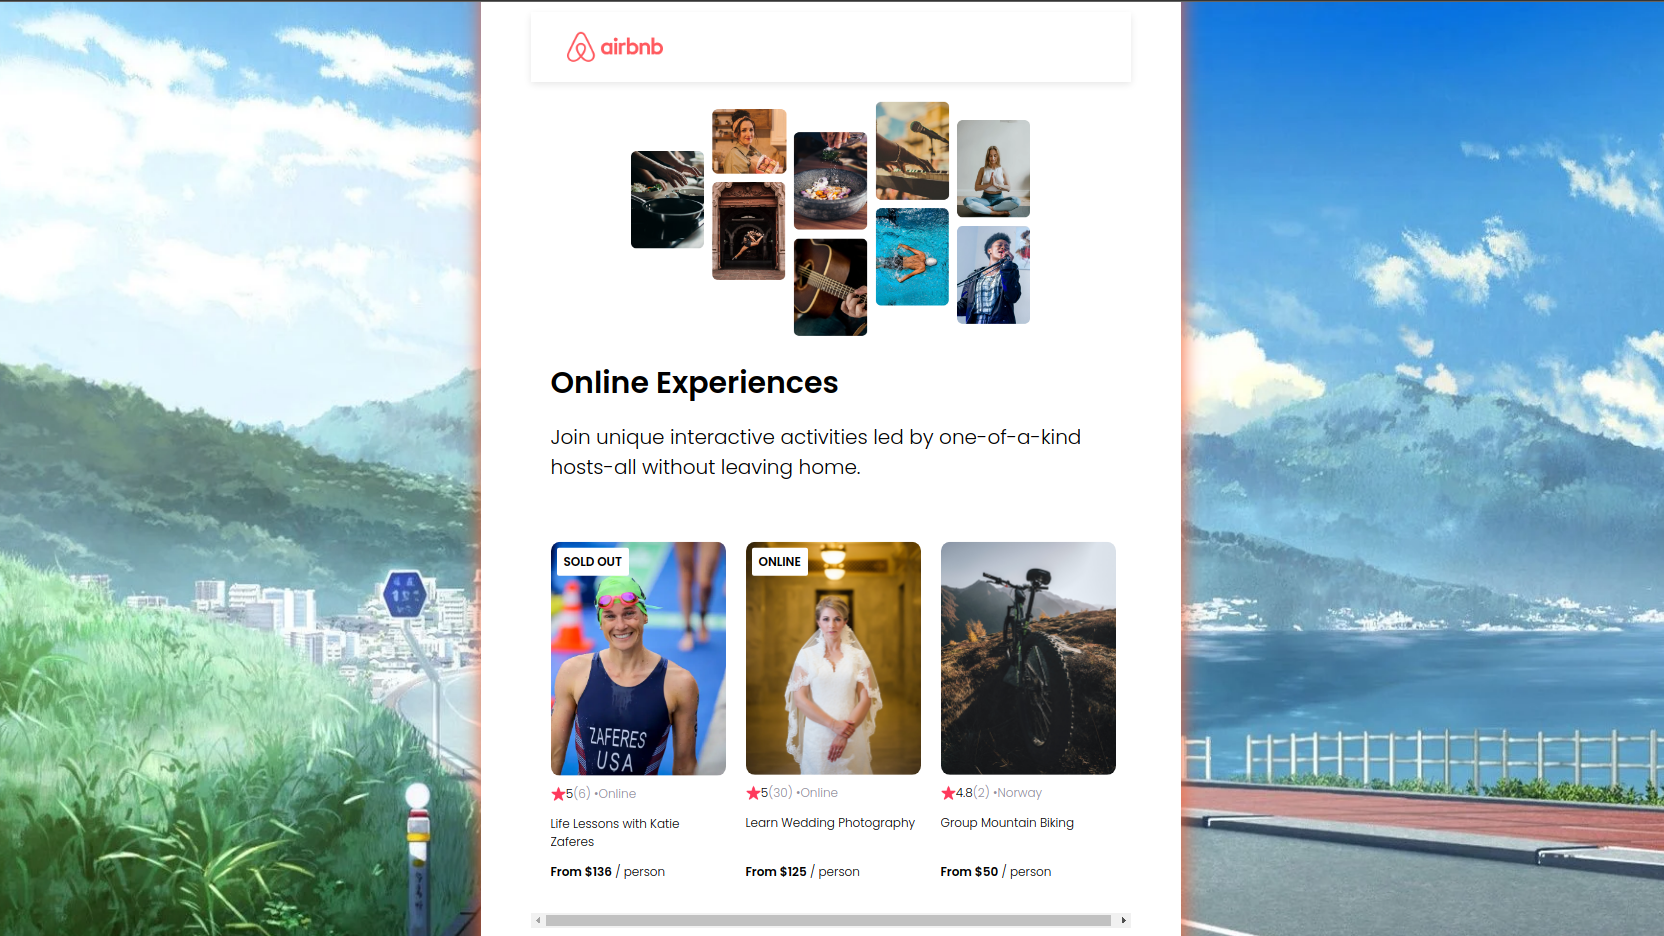 airbnb
Online Experiences
Join unique interactive activities led by one-of-a-kind
hosts-all without leaving home.
SOLD OUT
ZAFERES
USA
5(6) •Online
Life Lessons with Katie
Zaferes
From $136 / person
ONLINE
5(30) •Online
Learn Wedding Photography
From $125 / person
4.8(2) •Norway
Group Mountain Biking
From $50 / person